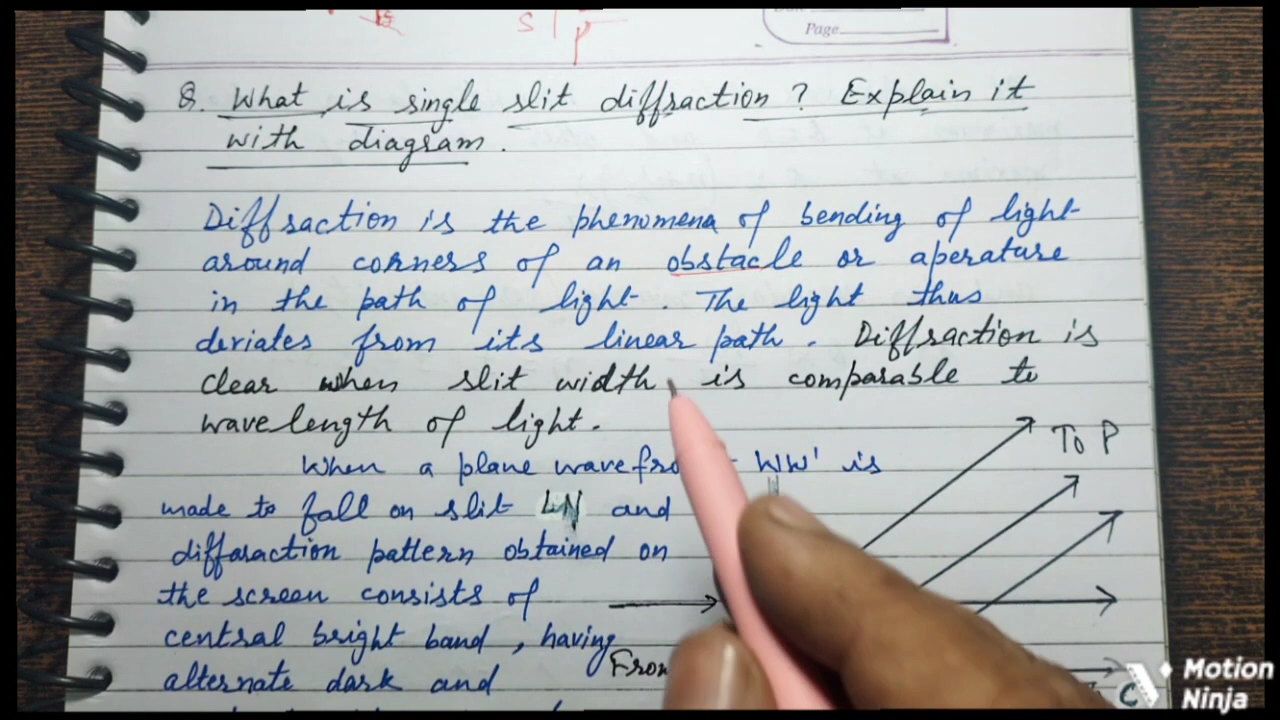 S
P
Page
Q. What is single slit diffraction ? Explain it
with diagram.
Diffraction is the phenomena of bending of light
around corners of an obstacle or aperature
in the path of light. The light thus
deviates from its linear path. Diffraction is
clear when slit width is comparable to
wavelength of light.
To P
When a plane wavefro WW' is
made to fall on slit LN and
diffaraction pattern obtained on
the screen consists of
central bright band, having
From
alternate dark and
C
Motion
Ninja